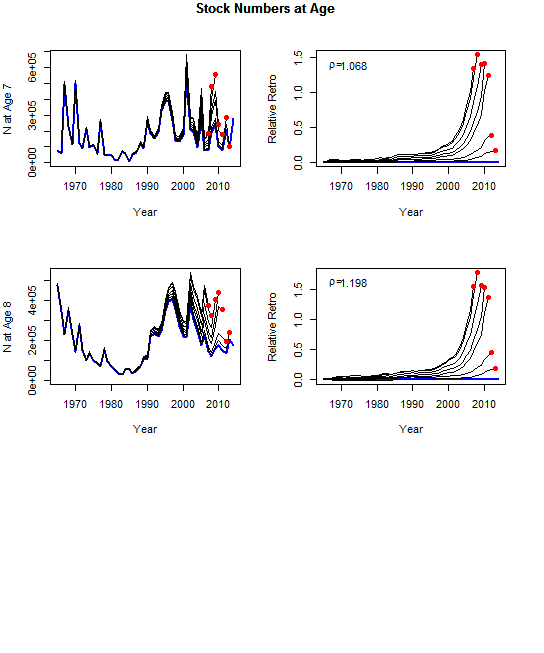 Stock Numbers at Age
N at Age 7
0e+00
3e+05
6e+05
1970 1980 1990 2000 2010
Year
Relative Retro
0.0
0.5
1.0
1.5
ρ=1.068
1970 1980 1990 2000 2010
Year
N at Age 8
0e+00
2e+05
4e+05
1970 1980 1990 2000 2010
Year
Relative Retro
0.0
0.5
1.0
1.5
ρ=1.198
1970 1980 1990 2000 2010
Year